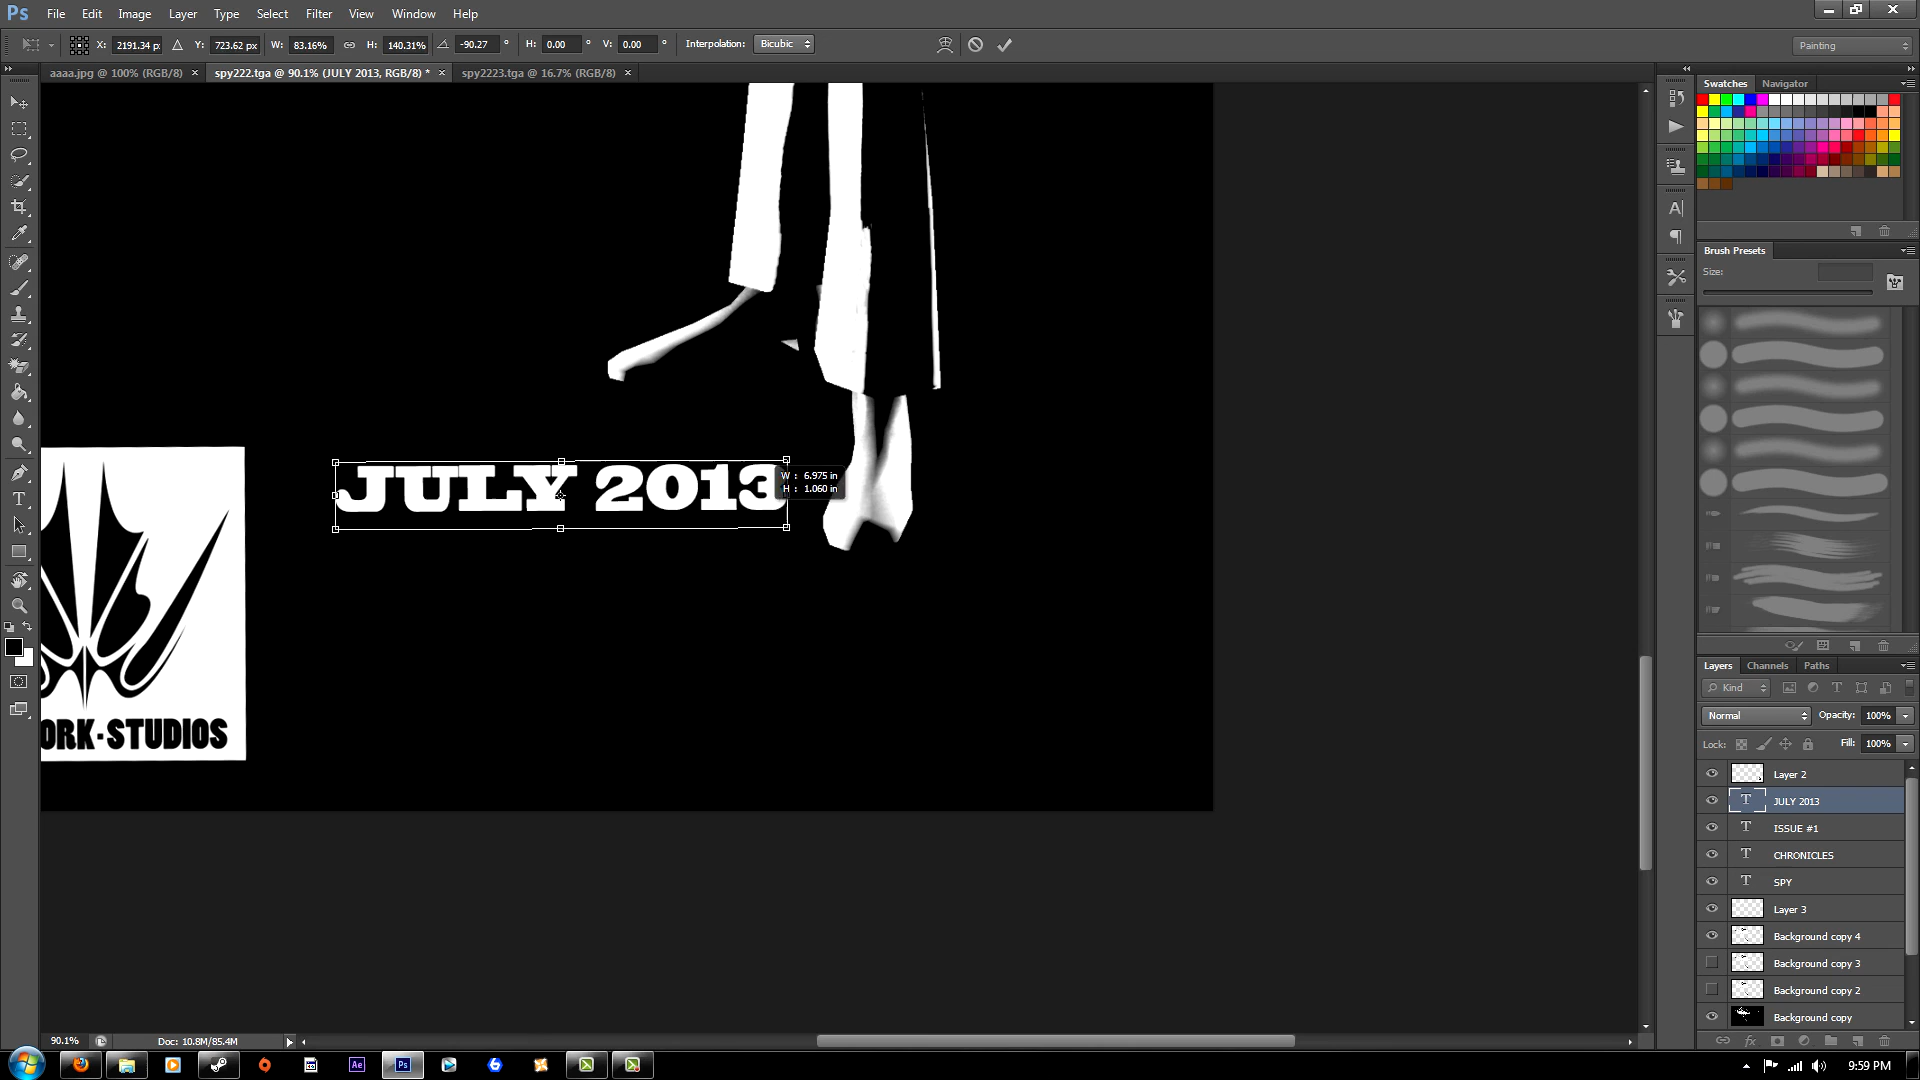 Ps File Edit Image Layer Type Select Filter View Window Help
X: 2191.34 p Y: 723.62 px W: 83.16% H: 140.31% -90.27 ° H: 0.00 ° V: 0.00 ° Interpolation: Bicubic Painting
aaaa.jpg @ 100% (RGB/8) × spy222.tga @ 90.1% (JULY 2013, RGB/8) * × spy2223.tga @ 16.7% (RGB/8) ×
Swatches Navigator
Brush Presets
Size:
JULY 2013
W : 6.975 in
H : 1.060 in
ORK-STUDIOS
Layers Channels Paths
Kind
Normal Opacity: 100%
Lock: Fill: 100%
Layer 2
T JULY 2013
T ISSUE #1
T CHRONICLES
T SPY
Layer 3
Background copy 4
Background copy 3
Background copy 2
Background copy
90.1% Doc: 10.8M/85.4M
Ae Ps 9:59 PM